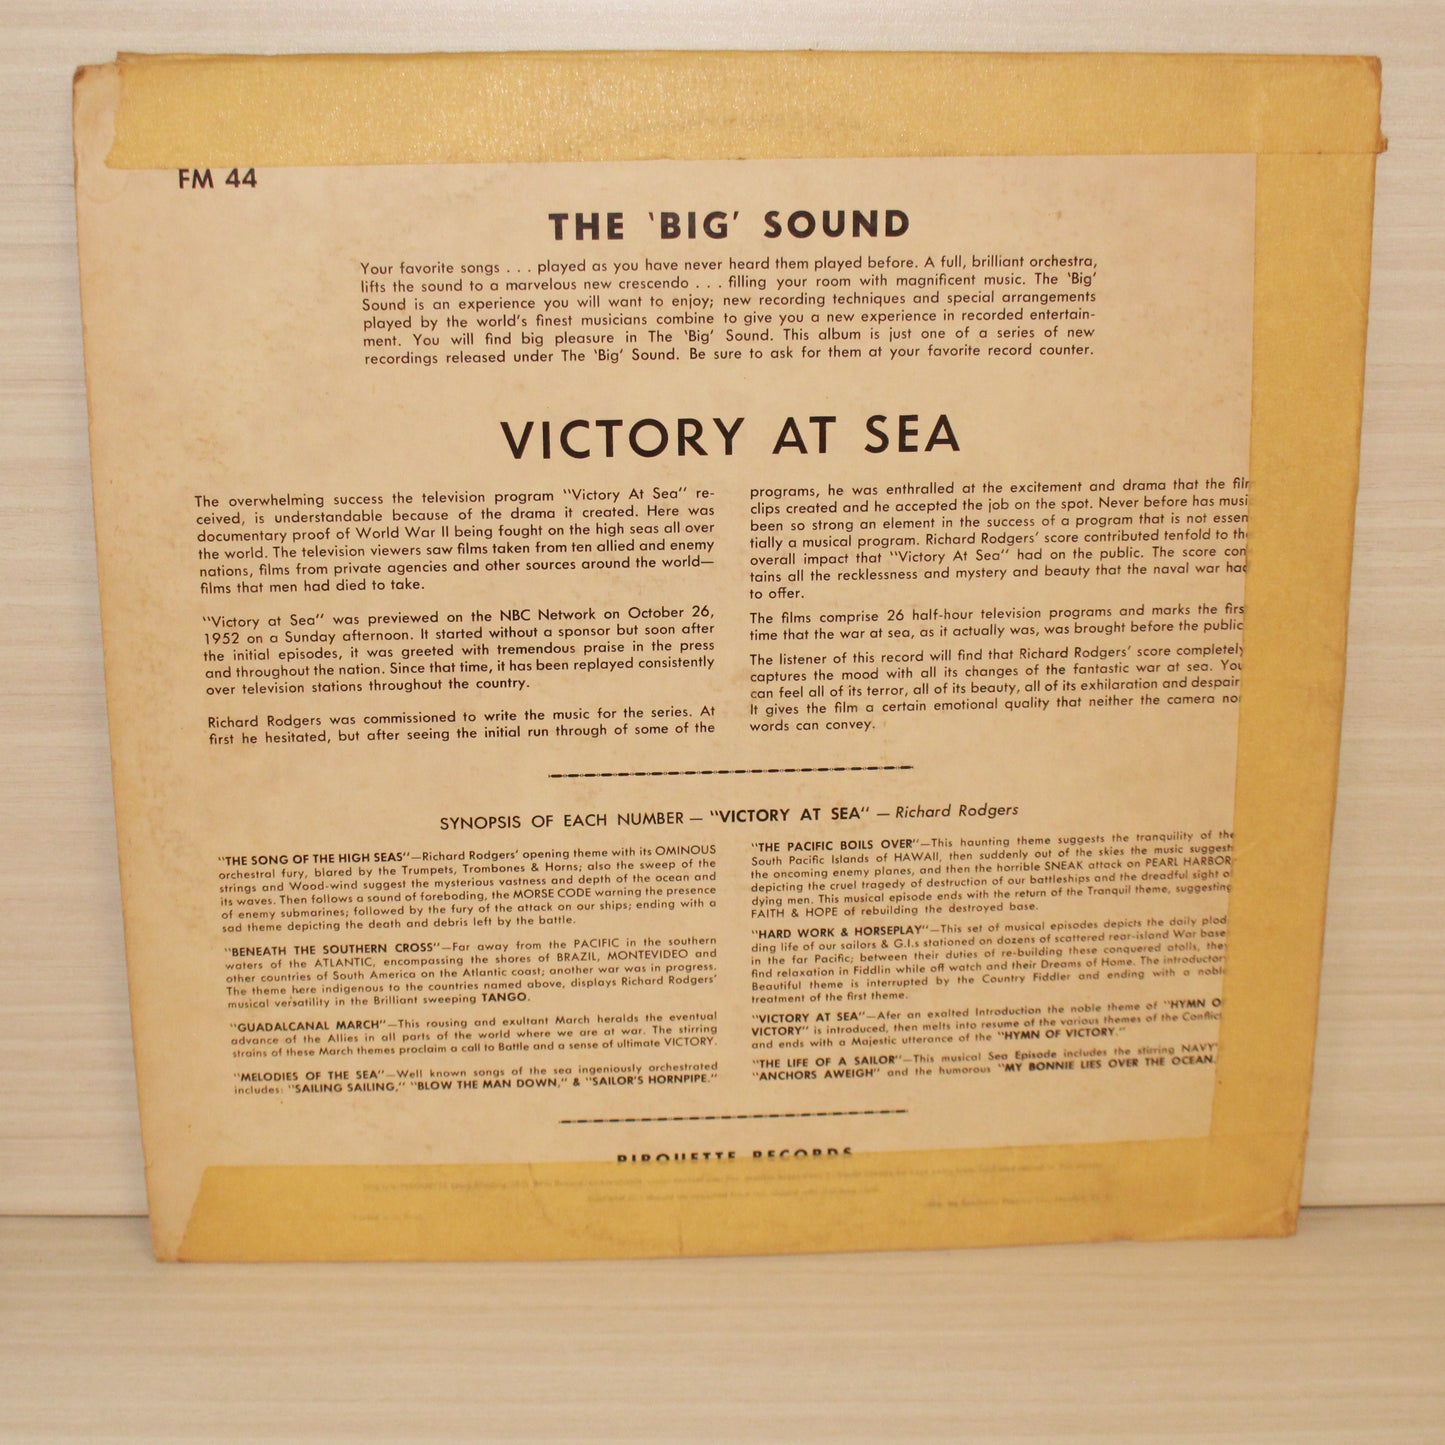 FM 44
THE 'BIG' SOUND
Your favorite songs . . . played as you have never heard them played before. A full, brilliant orchestra,
lifts the sound to a marvelous new crescendo . . . filling your room with magnificent music. The 'Big'
Sound is an experience you will want to enjoy; new recording techniques and special arrangements
played by the world's finest musicians combine to give you a new experience in recorded entertain-
ment. You will find big pleasure in The 'Big' Sound. This album is just one of a series of new
recordings released under The 'Big' Sound. Be sure to ask for them at your favorite record counter.
VICTORY AT SEA
The overwhelming success the television program "Victory At Sea" re-
ceived, is understandable because of the drama it created. Here was
documentary proof of World War II being fought on the high seas all over
the world. The television viewers saw films taken from ten allied and enemy
nations, films from private agencies and other sources around the world—
films that men had died to take.
"Victory at Sea" was previewed on the NBC Network on October 26,
1952 on a Sunday afternoon. It started without a sponsor but soon after
the initial episodes, it was greeted with tremendous praise in the press
and throughout the nation. Since that time, it has been replayed consistently
over television stations throughout the country.
Richard Rodgers was commissioned to write the music for the series. At
first he hesitated, but after seeing the initial run through of some of the
programs, he was enthralled at the excitement and drama that the fil
clips created and he accepted the job on the spot. Never before has musi
been so strong an element in the success of a program that is not essen
tially a musical program. Richard Rodgers' score contributed tenfold to th
overall impact that "Victory At Sea" had on the public. The score con
tains all the recklessness and mystery and beauty that the naval war had
to offer.
The films comprise 26 half-hour television programs and marks the firs
time that the war at sea, as it actually was, was brought before the public
The listener of this record will find that Richard Rodgers' score completely
captures the mood with all its changes of the fantastic war at sea. You
can feel all of its terror, all of its beauty, all of its exhilaration and despair
It gives the film a certain emotional quality that neither the camera no
words can convey.
SYNOPSIS OF EACH NUMBER — "VICTORY AT SEA" — Richard Rodgers
"THE SONG OF THE HIGH SEAS"—Richard Rodgers' opening theme with its OMINOUS
orchestral fury, blared by the Trumpets, Trombones & Horns; also the sweep of the
strings and Wood-wind suggest the mysterious vastness and depth of the ocean and
its waves. Then follows a sound of foreboding, the MORSE CODE warning the presence
of enemy submarines; followed by the fury of the attack on our ships; ending with a
sad theme depicting the death and debris left by the battle.
"BENEATH THE SOUTHERN CROSS"—Far away from the PACIFIC in the southern
waters of the ATLANTIC, encompassing the shores of BRAZIL, MONTEVIDEO and
other countries of South America on the Atlantic coast; another war was in progress.
The theme here indigenous to the countries named above, displays Richard Rodgers'
musical versatility in the Brilliant sweeping TANGO.
"GUADALCANAL MARCH"—This rousing and exultant March heralds the eventual
advance of the Allies in all parts of the world where we are at war. The stirring
strains of these March themes proclaim a call to Battle and a sense of ultimate VICTORY.
"MELODIES OF THE SEA"—Well known songs of the sea ingeniously orchestrated
includes: "SAILING SAILING," "BLOW THE MAN DOWN," & "SAILOR'S HORNPIPE."
"THE PACIFIC BOILS OVER"—This haunting theme suggests the tranquility of the
South Pacific Islands of HAWAII, then suddenly out of the skies the music suggest
the oncoming enemy planes, and then the horrible SNEAK attack on PEARL HARBOR
depicting the cruel tragedy of destruction of our battleships and the dreadful sight o
dying men. This musical episode ends with the return of the Tranquil theme, suggesting
FAITH & HOPE of rebuilding the destroyed base.
"HARD WORK & HORSEPLAY"—This set of musical episodes depicts the daily plod
ding life of our sailors & G.I.s stationed on dozens of scattered rear-island War base
in the far Pacific; between their duties of re-building these conquered atolls, they
find relaxation in Fiddlin while off watch and their Dreams of Home. The introductor
Beautiful theme is interrupted by the Country Fiddler and ending with a noble
treatment of the first theme.
"VICTORY AT SEA"—Afer an exalted Introduction the noble theme of "HYMN O
VICTORY" is introduced, then melts into resume of the various themes of the Conflict
and ends with a Majestic utterance of the "HYMN OF VICTORY."
"THE LIFE OF A SAILOR"—This musical Sea Episode includes the stirring NAVY
"ANCHORS AWEIGH" and the humorous "MY BONNIE LIES OVER THE OCEAN.
PIROUETTE RECORDS